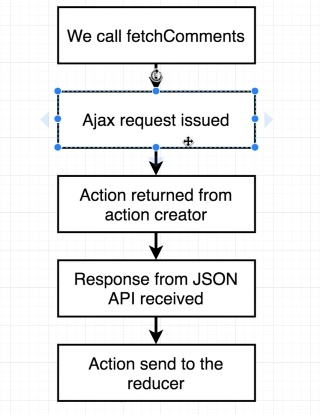 We call fetchComments
Ajax request issued
Action returned from
action creator
Response from JSON
API received
Action send to the
reducer